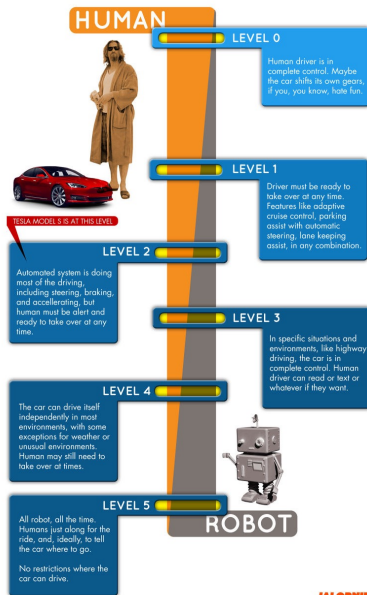 HUMAN
LEVEL 0
Human driver is in
complete control. Maybe
the car shifts its own gears,
if you, you know, hate fun.
LEVEL 1
Driver must be ready to
take over at any time.
Features like adaptive
cruise control, parking
assist with automatic
steering, lane keeping
assist, in any combination.
TESLA MODEL S IS AT THIS LEVEL
LEVEL 2
Automated system is doing
most of the driving,
including steering, braking,
and accellerating, but
human must be alert and
ready to take over at any
time.
LEVEL 3
In specific situations and
environments, like highway
driving, the car is in
complete control. Human
driver can read or text or
whatever if they want.
LEVEL 4
The car can drive itself
independently in most
environments, with some
exceptions for weather or
unusual environments.
Human may still need to
take over at times.
LEVEL 5
All robot, all the time.
Humans just along for the
ride, and, ideally, to tell
the car where to go.
No restrictions where the
car can drive.
ROBOT